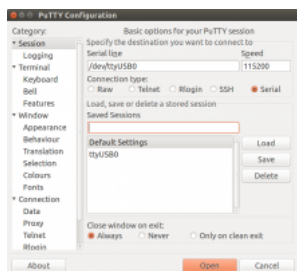 PuTTY Configuration
Category:
Session
Logging
Terminal
Keyboard
Bell
Features
Window
Appearance
Behaviour
Translation
Selection
Colours
Fonts
Connection
Data
Proxy
Telnet
Rlogin
Basic options for your PuTTY session
Specify the destination you want to connect to
Serial line
Speed
/dev/ttyUSB0
115200
Connection type:
Raw Telnet Rlogin SSH Serial
Load, save or delete a stored session
Saved Sessions
Default Settings
ttyUSB0
Load
Save
Delete
Close window on exit:
Always Never Only on clean exit
About
Open
Cancel